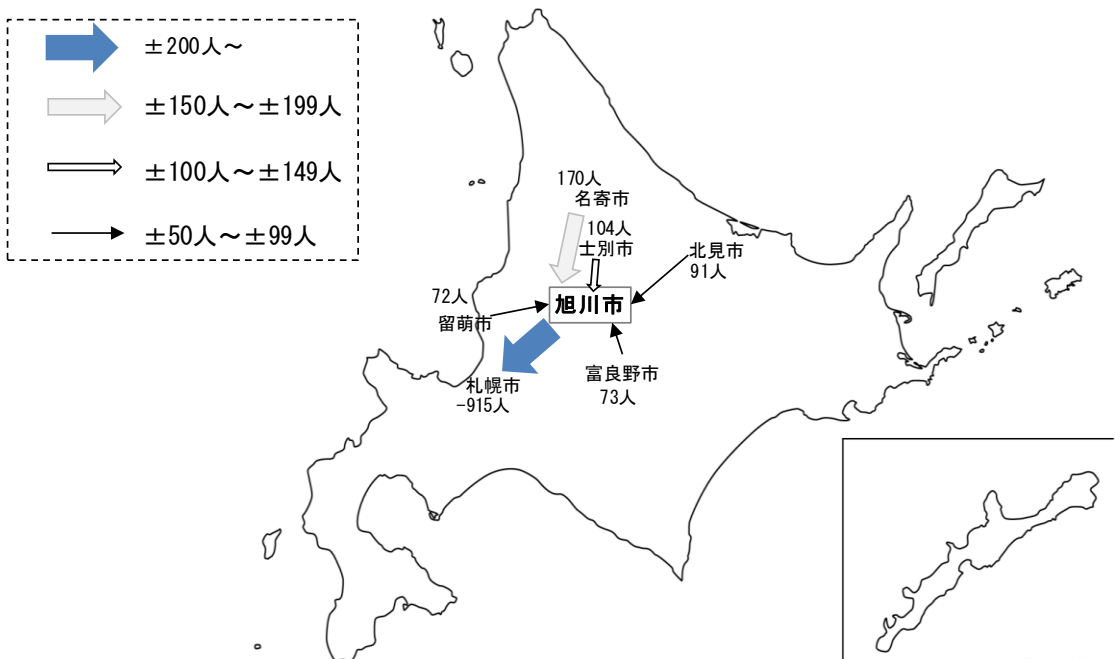 ±200人～
±150人～±199人
±100人～±149人
±50人～±99人
170人
名寄市
104人
士別市
北見市
91人
72人
留萌市
旭川市
札幌市
-915人
富良野市
73人